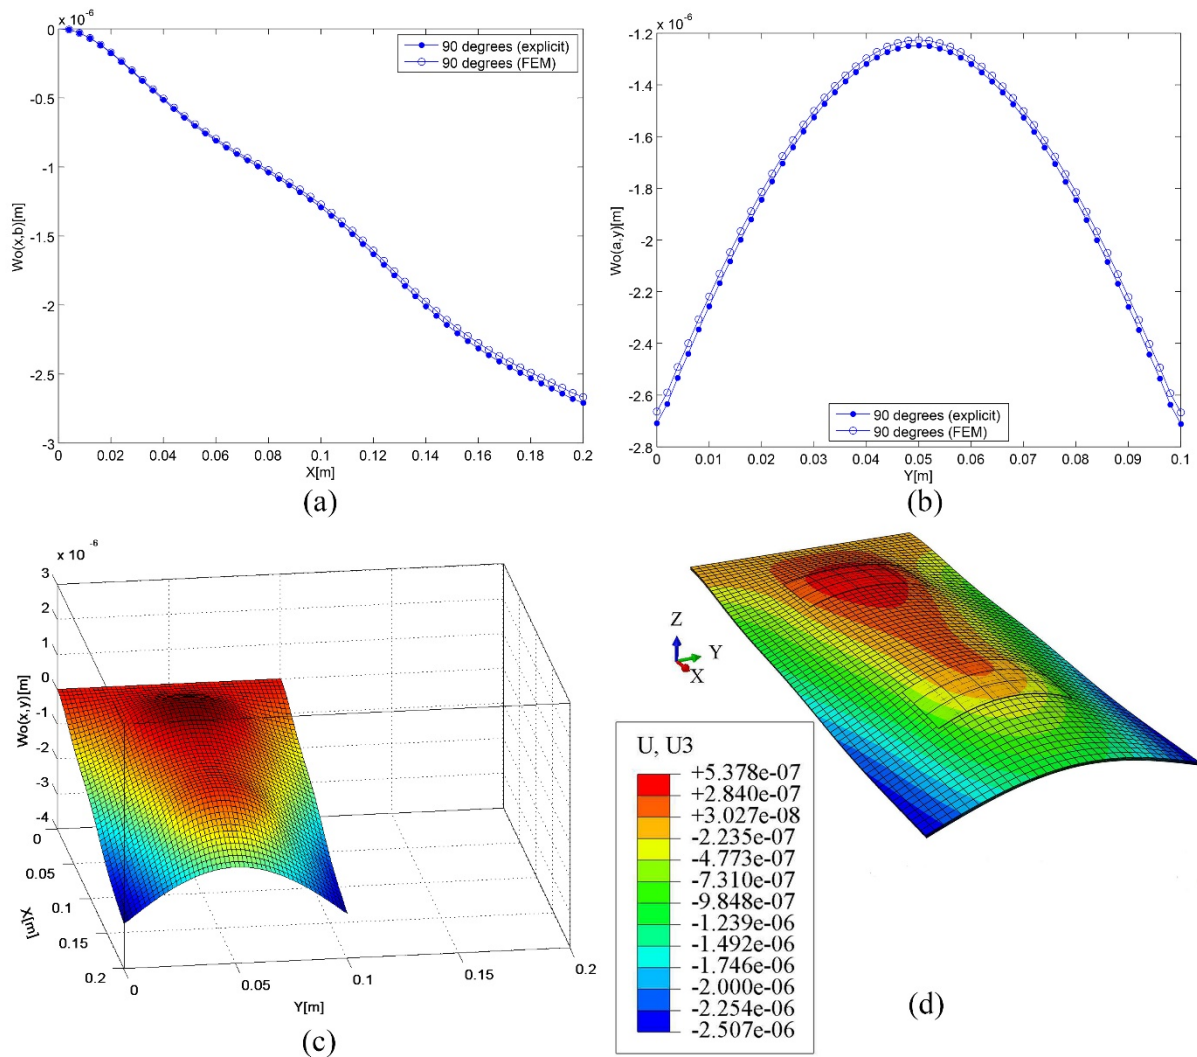 x 10 -6
0
-0.5
-1
-1.5
-2
-2.5
-3
Wo(x,b)[m]
90 degrees (explicit)
90 degrees (FEM)
0 0.02 0.04 0.06 0.08 0.1 0.12 0.14 0.16 0.18 0.2
X[m]
(a)
x 10 -6
-1.2
-1.4
-1.6
-1.8
-2
-2.2
-2.4
-2.6
-2.8
Wo(a,y)[m]
90 degrees (explicit)
90 degrees (FEM)
0 0.01 0.02 0.03 0.04 0.05 0.06 0.07 0.08 0.09 0.1
Y[m]
(b)
x 10 -6
3
2
1
0
-1
-2
-3
-4
Wo(x,y)[m]
0
0.05
0.1
0.15
0.2
X[m]
0
0.05
0.1
0.15
0.2
Y[m]
(c)
Z
Y
X
U, U3
+5.378e-07
+2.840e-07
+3.027e-08
-2.235e-07
-4.773e-07
-7.310e-07
-9.848e-07
-1.239e-06
-1.492e-06
-1.746e-06
-2.000e-06
-2.254e-06
-2.507e-06
(d)